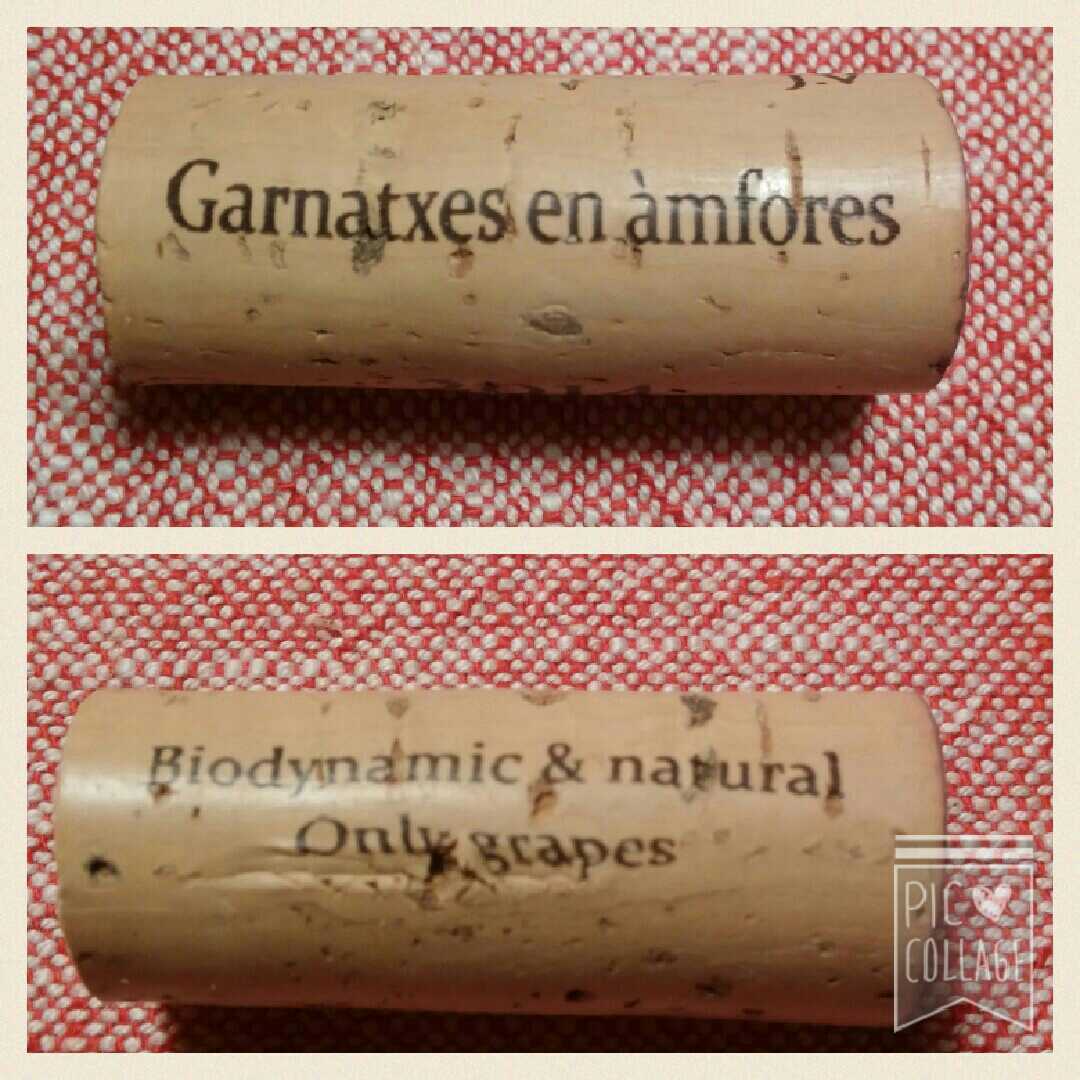 Garnatxes en àmfores
Biodynamic & natural
Only grapes
PIC
COLLAGE